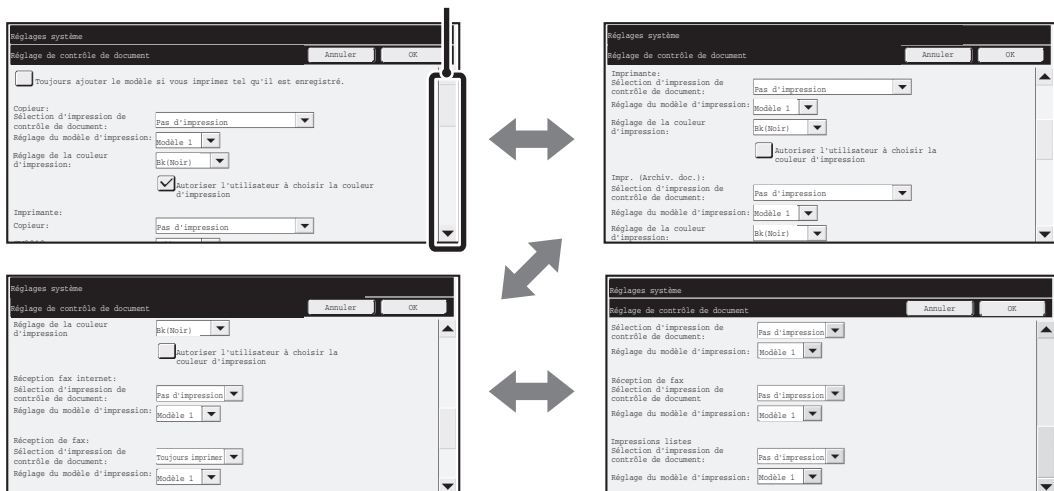 Réglages système
Réglage de contrôle de document Annuler OK
Toujours ajouter le modèle si vous imprimez tel qu'il est enregistré.
Copieur:
Sélection d'impression de
contrôle de document: Pas d'impression
Réglage du modèle d'impression: Modèle 1
Réglage de la couleur
d'impression: Bk(Noir)
Autoriser l'utilisateur à choisir la couleur
d'impression
Imprimante:
Copieur: Pas d'impression
Réglages système
Réglage de contrôle de document Annuler OK
Imprimante:
Sélection d'impression de
contrôle de document: Pas d'impression
Réglage du modèle d'impression: Modèle 1
Réglage de la couleur
d'impression: Bk(Noir)
Autoriser l'utilisateur à choisir la
couleur d'impression
Impr. (Archiv. doc.):
Sélection d'impression de
contrôle de document: Pas d'impression
Réglage du modèle d'impression: Modèle 1
Réglage de la couleur
d'impression: Bk(Noir)
Réglages système
Réglage de contrôle de document Annuler OK
Réglage de la couleur
d'impression Bk(Noir)
Autoriser l'utilisateur à choisir la
couleur d'impression
Réception fax internet:
Sélection d'impression de
contrôle de document: Pas d'impression
Réglage du modèle d'impression: Modèle 1
Réception de fax:
Sélection d'impression de
contrôle de document: Toujours imprimer
Réglage du modèle d'impression: Modèle 1
Réglages système
Réglage de contrôle de document Annuler OK
Sélection d'impression de
contrôle de document: Pas d'impression
Réglage du modèle d'impression: Modèle 1
Réception de fax
Sélection d'impression de
contrôle de document Pas d'impression
Réglage du modèle d'impression: Modèle 1
Impressions listes
Sélection d'impression de
contrôle de document: Pas d'impression
Réglage du modèle d'impression: Modèle 1